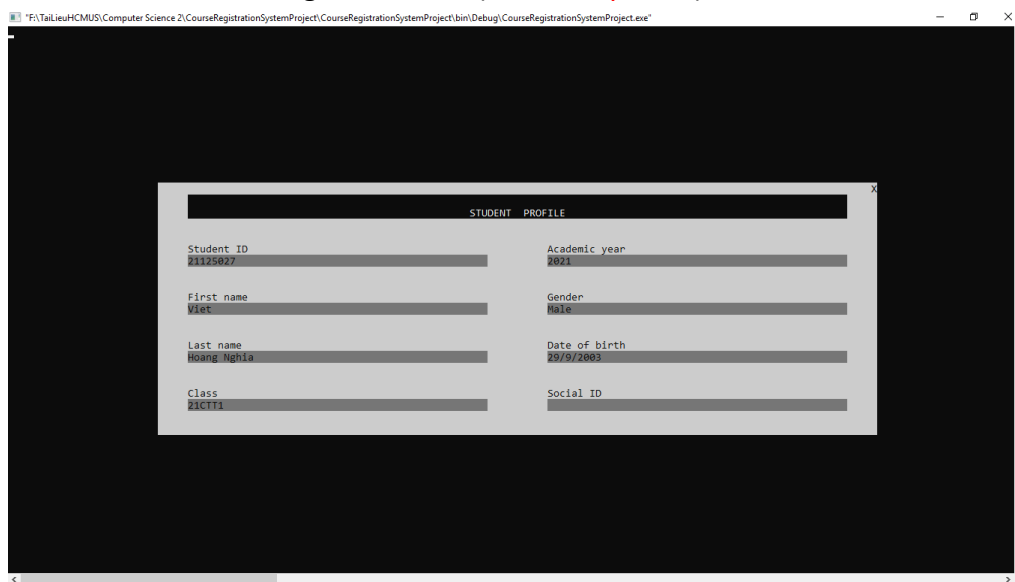 "F:\TaiLieuHCMUS\Computer Science 2\CourseRegistrationSystemProject\CourseRegistrationSystemProject\bin\Debug\CourseRegistrationSystemProject.exe"
X
STUDENT PROFILE
Student ID
21125027
Academic year
2021
First name
Viet
Gender
Male
Last name
Hoang Nghia
Date of birth
29/9/2003
Class
21CTT1
Social ID